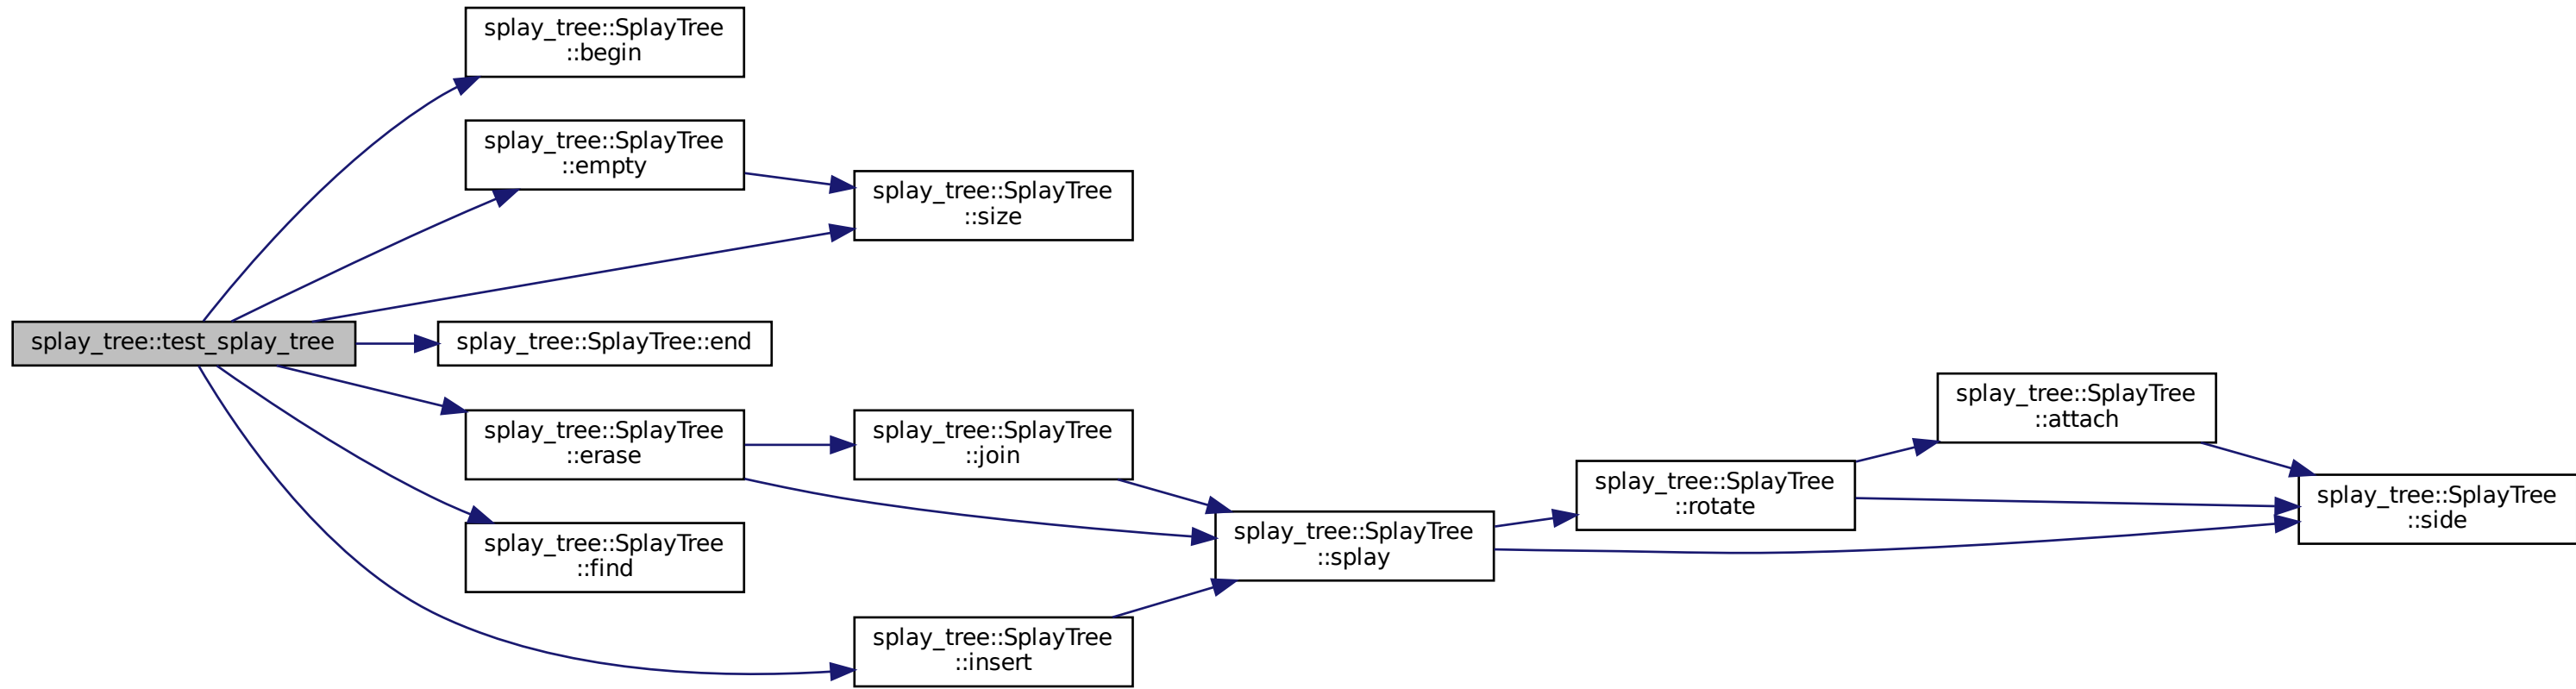 splay_tree::SplayTree
::begin
splay_tree::SplayTree
::empty
splay_tree::SplayTree
::size
splay_tree::test_splay_tree
splay_tree::SplayTree::end
splay_tree::SplayTree
::erase
splay_tree::SplayTree
::join
splay_tree::SplayTree
::find
splay_tree::SplayTree
::insert
splay_tree::SplayTree
::splay
splay_tree::SplayTree
::rotate
splay_tree::SplayTree
::attach
splay_tree::SplayTree
::side